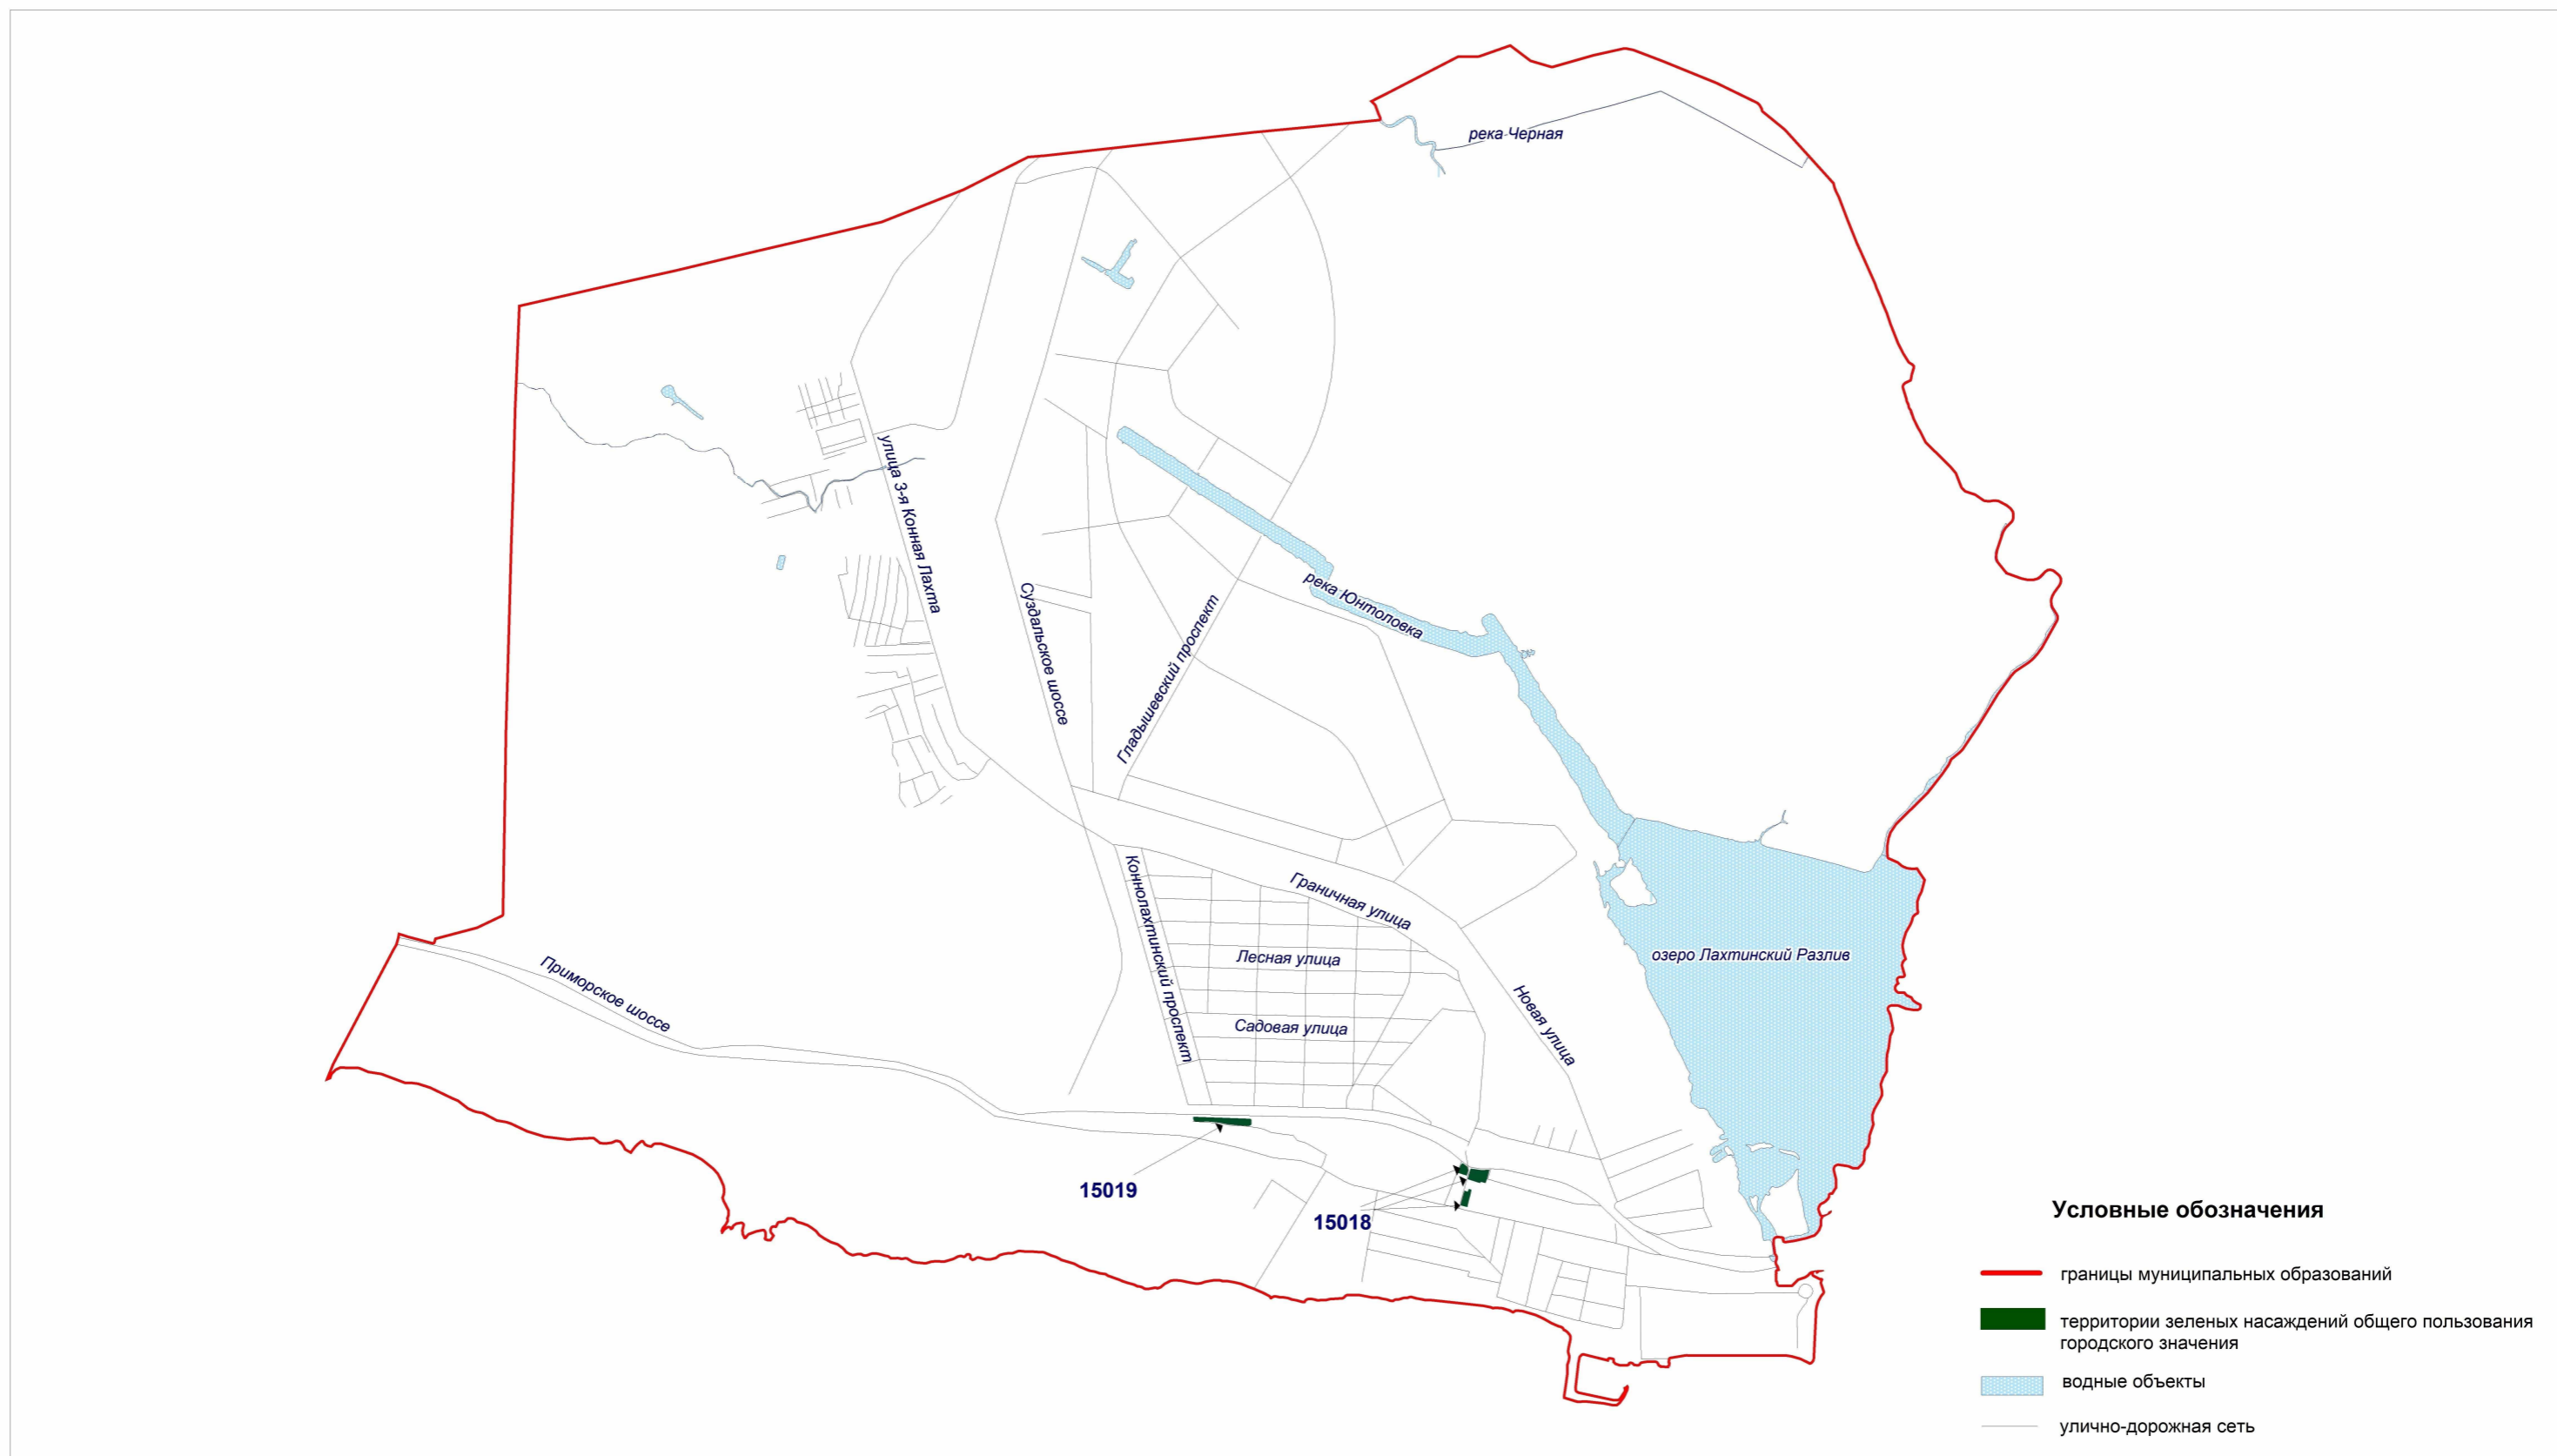 река Черная
улица 3-я Конная Лахта
Суздальское шоссе
Гладышевский проспект
река Юнтоловка
Коннолахтинский проспект
Граничная улица
Лесная улица
озеро Лахтинский Разлив
Приморское шоссе
Новая улица
Садовая улица
15019
15018
Условные обозначения
границы муниципальных образований
территории зеленых насаждений общего пользования
городского значения
водные объекты
улично-дорожная сеть